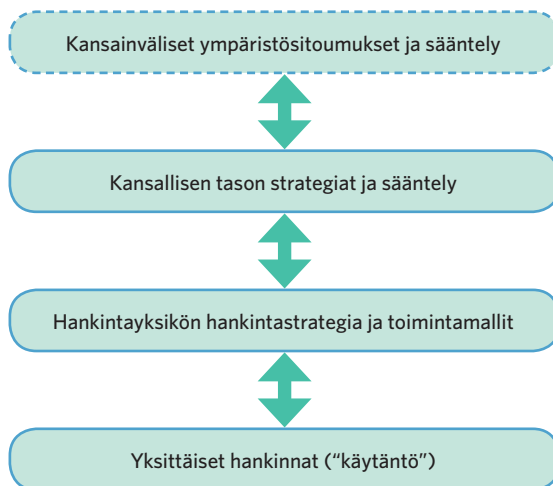 Kansainväliset ympäristösitoumukset ja sääntely
Kansallisen tason strategiat ja sääntely
Hankintayksikön hankintastrategia ja toimintamallit
Yksittäiset hankinnat (“käytäntö”)